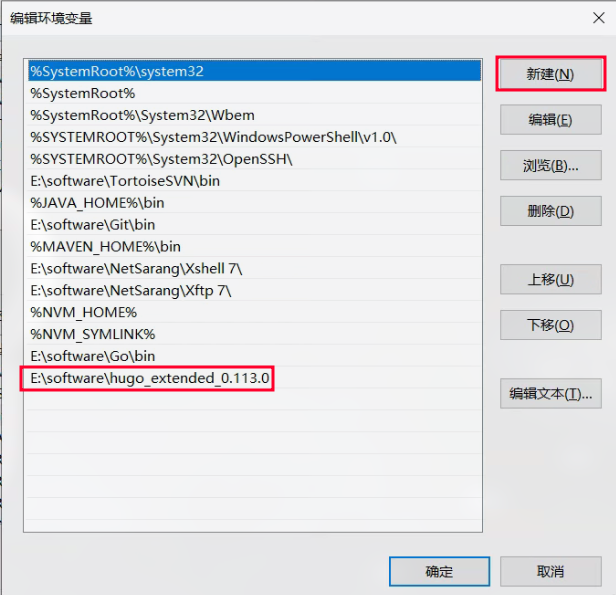 编辑环境变量
%SystemRoot%\system32
%SystemRoot%
%SystemRoot%\System32\Wbem
%SYSTEMROOT%\System32\WindowsPowerShell\v1.0\
%SYSTEMROOT%\System32\OpenSSH\
E:\software\TortoiseSVN\bin
%JAVA_HOME%\bin
E:\software\Git\bin
%MAVEN_HOME%\bin
E:\software\NetSarang\Xshell 7\
E:\software\NetSarang\Xftp 7\
%NVM_HOME%
%NVM_SYMLINK%
E:\software\Go\bin
E:\software\hugo_extended_0.113.0
新建(N)
编辑(E)
浏览(B)...
删除(D)
上移(U)
下移(O)
编辑文本(T)...
确定
取消